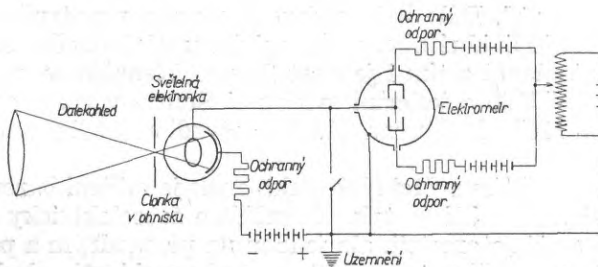 Ochranný
odpor
Světelná
elektronka
Dalekohled
Elektrometr
Ochranný
odpor
Ochranný
odpor
Clonka
v ohnisku
− +
Uzemnění